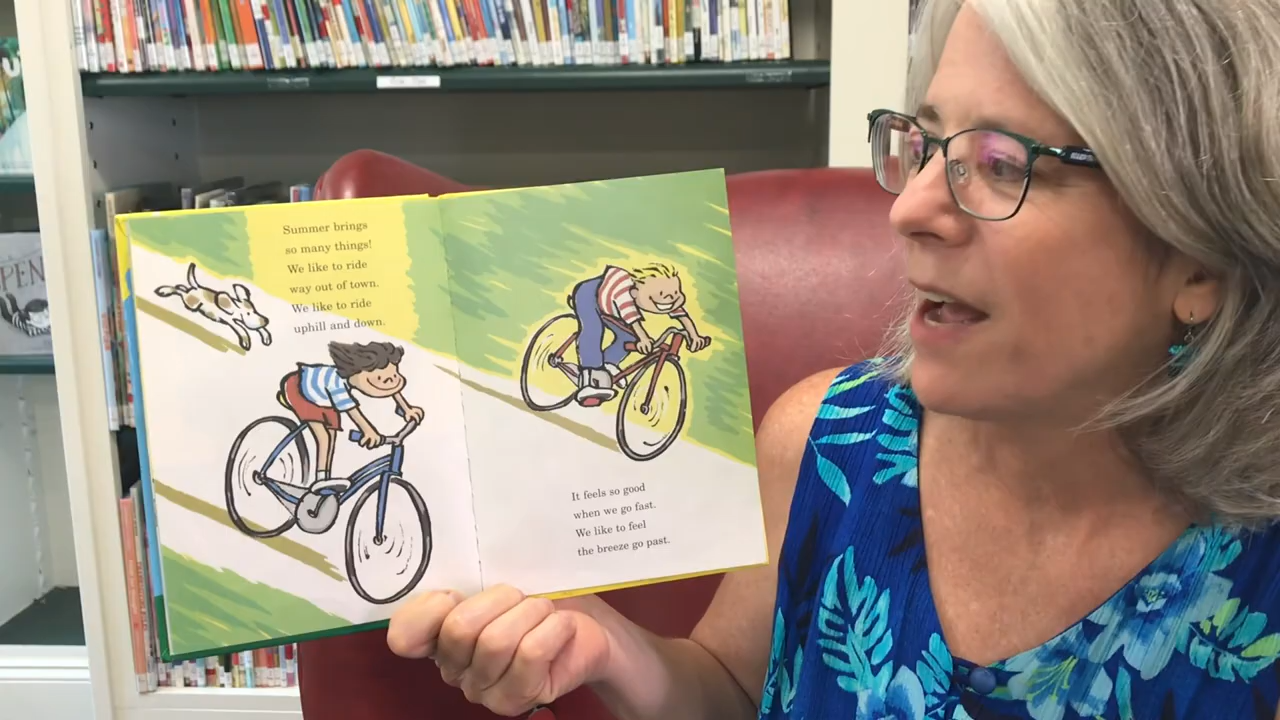 Summer brings
so many things!
We like to ride
way out of town.
We like to ride
uphill and down.
It feels so good
when we go fast.
We like to feel
the breeze go past.
PEN